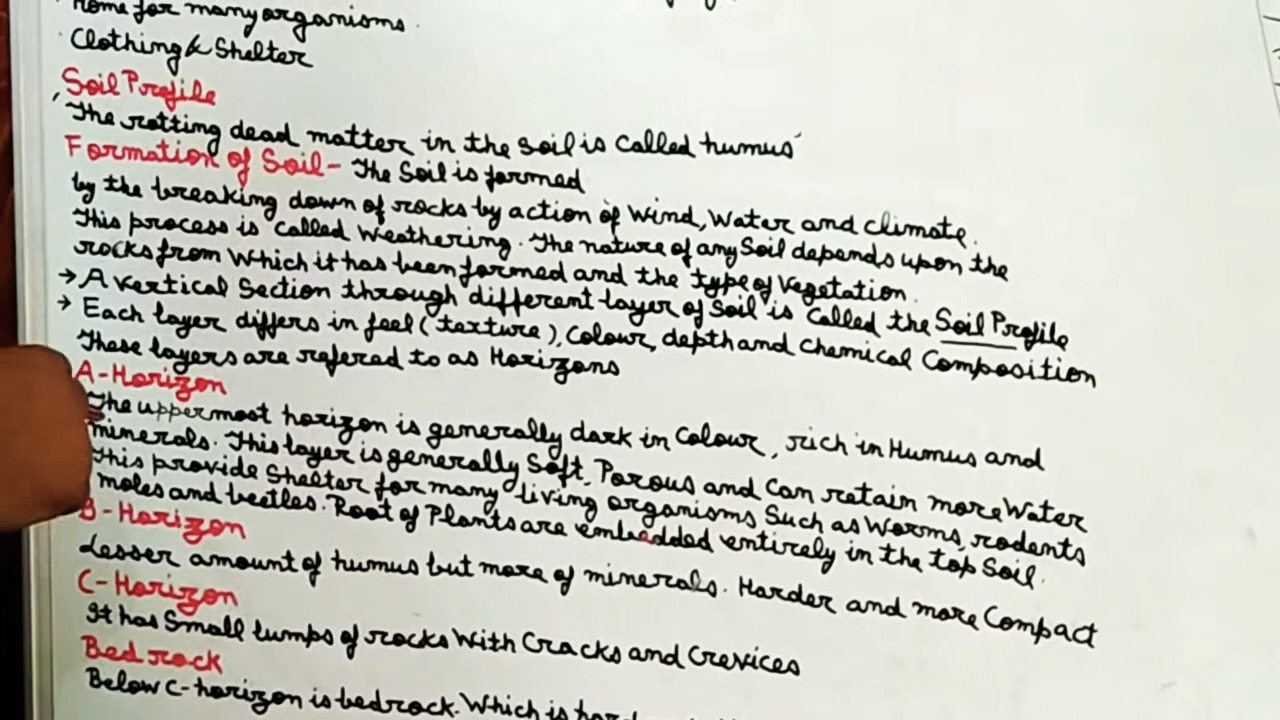 Home for many organisms.
Clothing & Shelter
Soil Profile
The rotting dead matter in the soil is called humus
Formation of Soil - The Soil is formed
by the breaking down of rocks by action of wind, water and climate.
This process is called weathering. The nature of any Soil depends upon the
rocks from which it has been formed and the type of Vegetation.
→ A vertical Section through different layer of Soil is called the Soil Profile
→ Each layer differs in feel (texture), Colour, depth and Chemical Composition
These layers are refered to as Horizons
A-Horizon
The uppermost horizon is generally dark in Colour, rich in Humus and
minerals. This layer is generally Soft, Porous and Can retain more Water
This provide Shelter for many living organisms Such as Worms, rodents
moles and beetles. Root of Plants are embedded entirely in the top Soil.
B-Horizon
Lesser amount of humus but more of minerals. Harder and more Compact
C-Horizon
It has Small lumps of rocks With Cracks and Crevices
Bed rock
Below C-horizon is bedrock. Which is